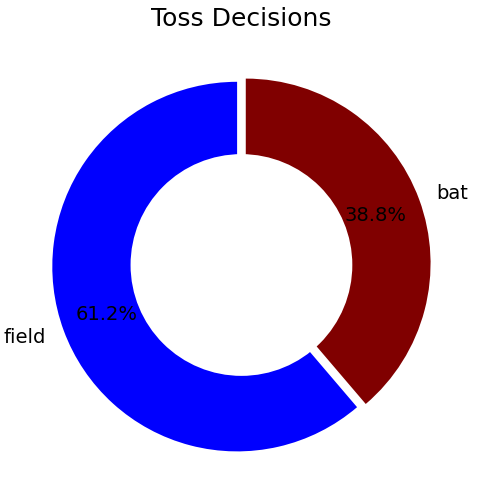 Toss Decisions
bat
38.8%
61.2%
field